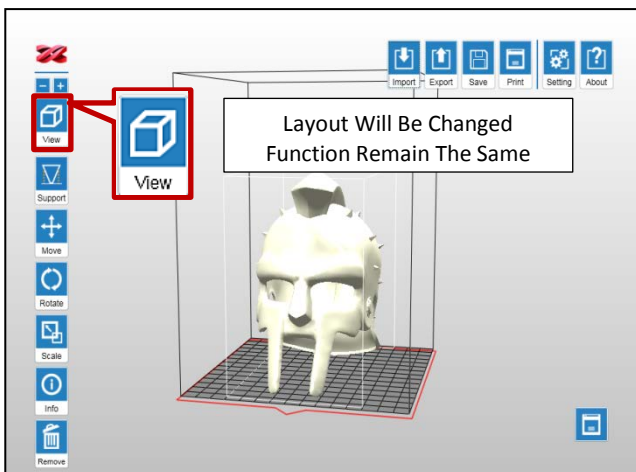 Import
Export
Save
Print
Setting
About
View
View
Layout Will Be Changed
Function Remain The Same
Support
Move
Rotate
Scale
Info
Remove